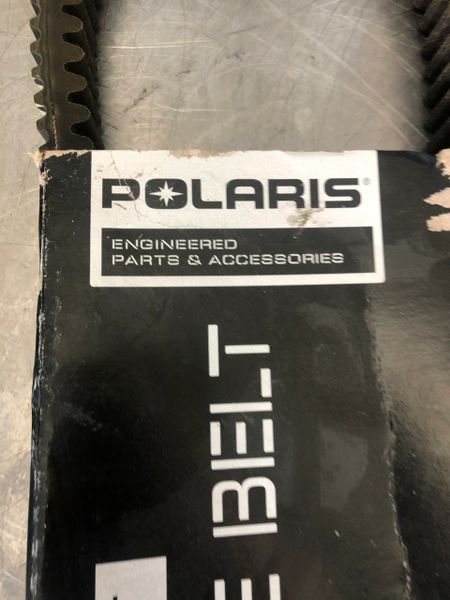 POLARIS®
ENGINEERED
PARTS & ACCESSORIES
E BELT